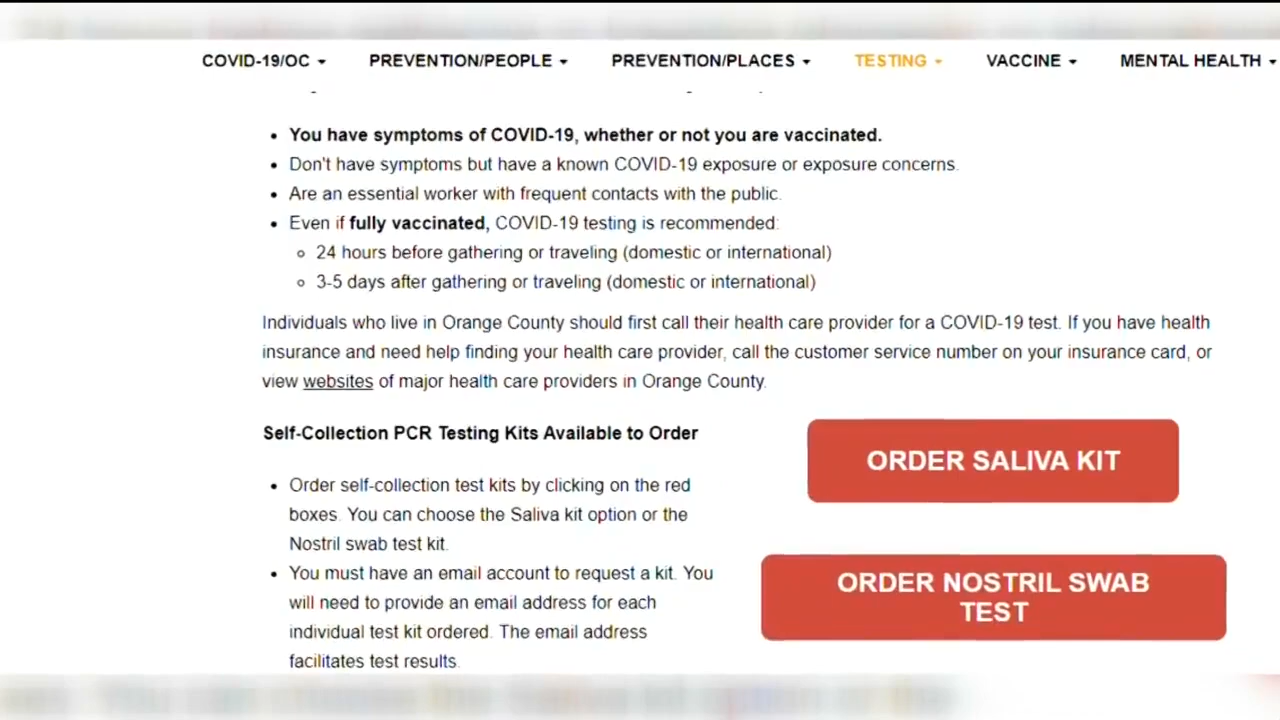 COVID-19/OC PREVENTION/PEOPLE PREVENTION/PLACES TESTING VACCINE MENTAL HEALTH
You have symptoms of COVID-19, whether or not you are vaccinated.
Don't have symptoms but have a known COVID-19 exposure or exposure concerns.
Are an essential worker with frequent contacts with the public.
Even if fully vaccinated, COVID-19 testing is recommended:
24 hours before gathering or traveling (domestic or international)
3-5 days after gathering or traveling (domestic or international)
Individuals who live in Orange County should first call their health care provider for a COVID-19 test. If you have health
insurance and need help finding your health care provider, call the customer service number on your insurance card, or
view websites of major health care providers in Orange County.
Self-Collection PCR Testing Kits Available to Order
Order self-collection test kits by clicking on the red
boxes. You can choose the Saliva kit option or the
Nostril swab test kit.
You must have an email account to request a kit. You
will need to provide an email address for each
individual test kit ordered. The email address
facilitates test results.
ORDER SALIVA KIT
ORDER NOSTRIL SWAB
TEST